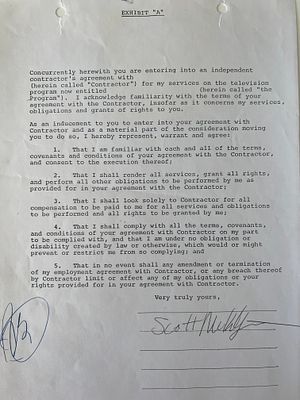 EXHIBIT "A"
Concurrently herewith you are entering into an independent
contractor's agreement with
(herein called "Contractor") for my services on the television
program now entitled (herein called "the
Program"). I acknowledge familiarity with the terms of your
agreement with the Contractor, insofar as it concerns my services,
obligations and grants of rights to you.
As an inducement to you to enter into your agreement with
Contractor and as a material part of the consideration moving
to you to do so, I hereby represent, warrant and agree:
1. That I am familiar with each and all of the terms,
covenants and conditions of your agreement with the Contractor,
and consent to the execution thereof;
2. That I shall render all services, grant all rights,
and perform all other obligations to be performed by me as
provided for in your agreement with the Contractor;
3. That I shall look solely to Contractor for all
compensation to be paid to me for all services and obligations
to be performed and all rights to be granted by me;
4. That I shall comply with all the terms, covenants,
and conditions of your agreement with Contractor on my part
to be complied with, and that I am under no obligation or
disability created by law or otherwise, which would or might
prevent or restrict me from so complying; and
5. That in no event shall any amendment or termination
of my employment agreement with Contractor, or any breach thereof
by Contractor limit or affect any of my obligations or your
rights provided for in your agreement with Contractor.
Very truly yours,
Scott